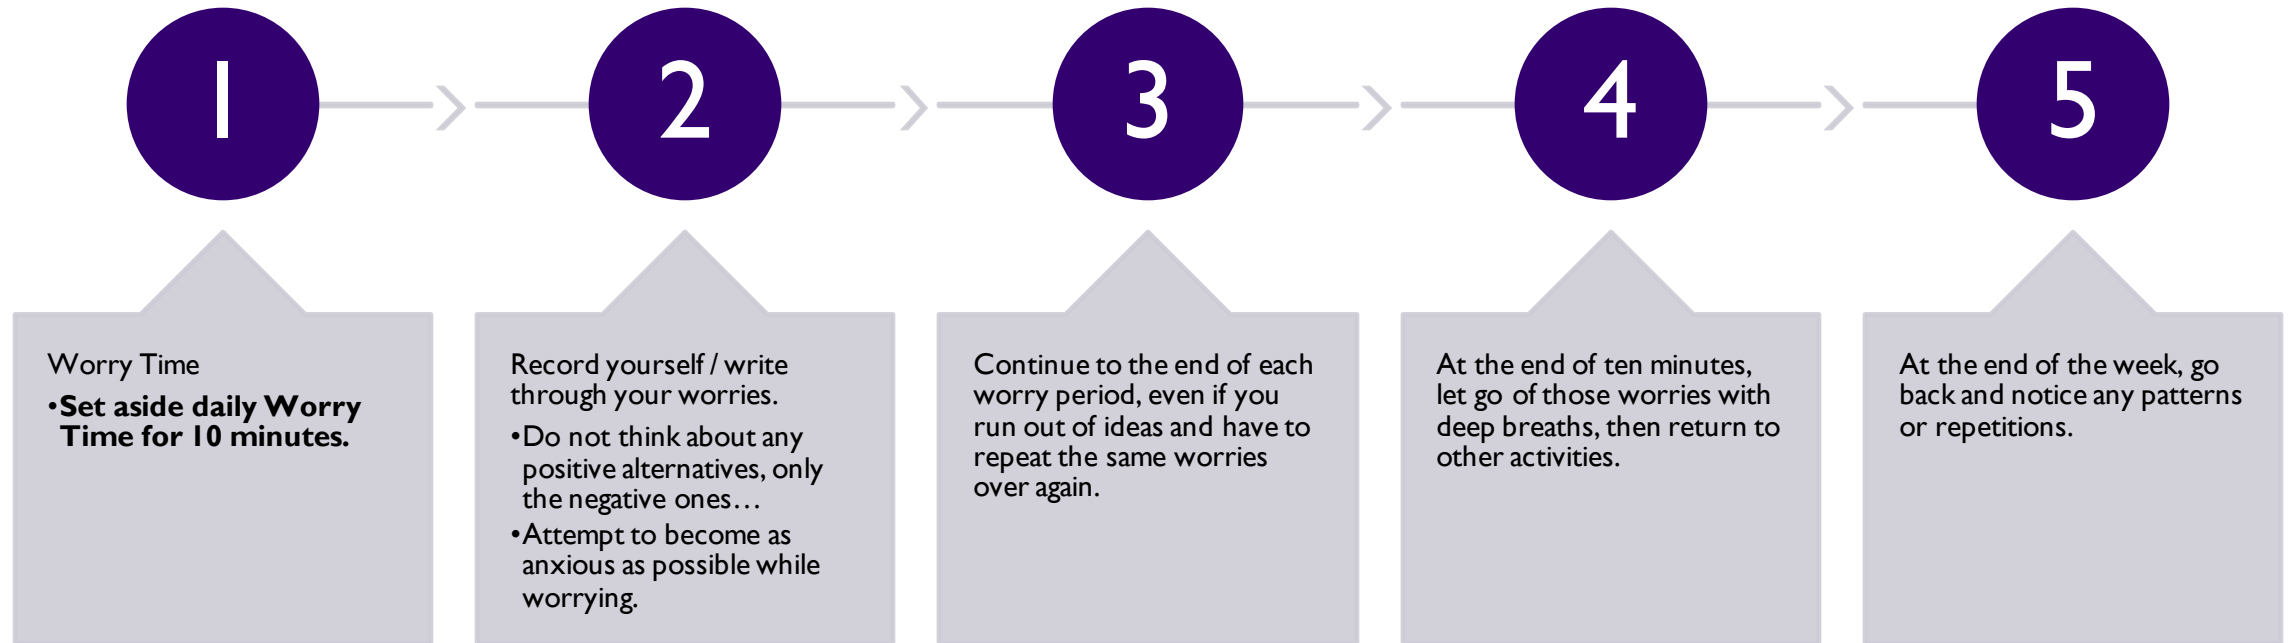 1
2
3
4
5
Worry Time
•Set aside daily Worry
Time for 10 minutes.
Record yourself / write
through your worries.
•Do not think about any
positive alternatives, only
the negative ones…
•Attempt to become as
anxious as possible while
worrying.
Continue to the end of each
worry period, even if you
run out of ideas and have to
repeat the same worries
over again.
At the end of ten minutes,
let go of those worries with
deep breaths, then return to
other activities.
At the end of the week, go
back and notice any patterns
or repetitions.